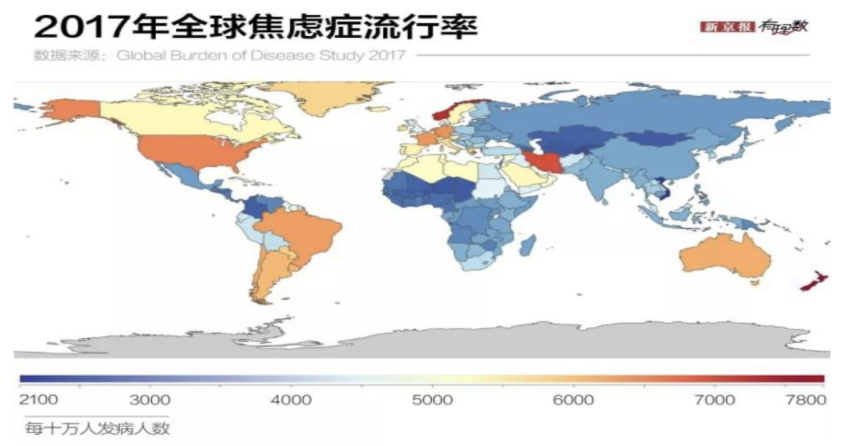 2017年全球焦虑症流行率
新京报 有理数
数据来源：Global Burden of Disease Study 2017
2100 3000 4000 5000 6000 7000 7800
每十万人发病人数